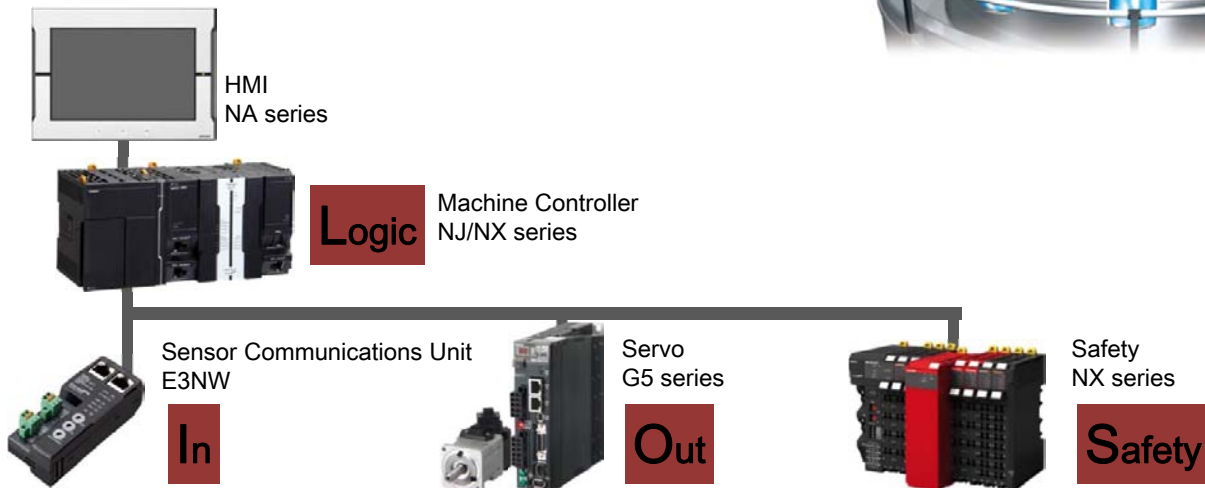 HMI
NA series
Logic
Machine Controller
NJ/NX series
Sensor Communications Unit
E3NW
In
Servo
G5 series
Out
Safety
NX series
Safety